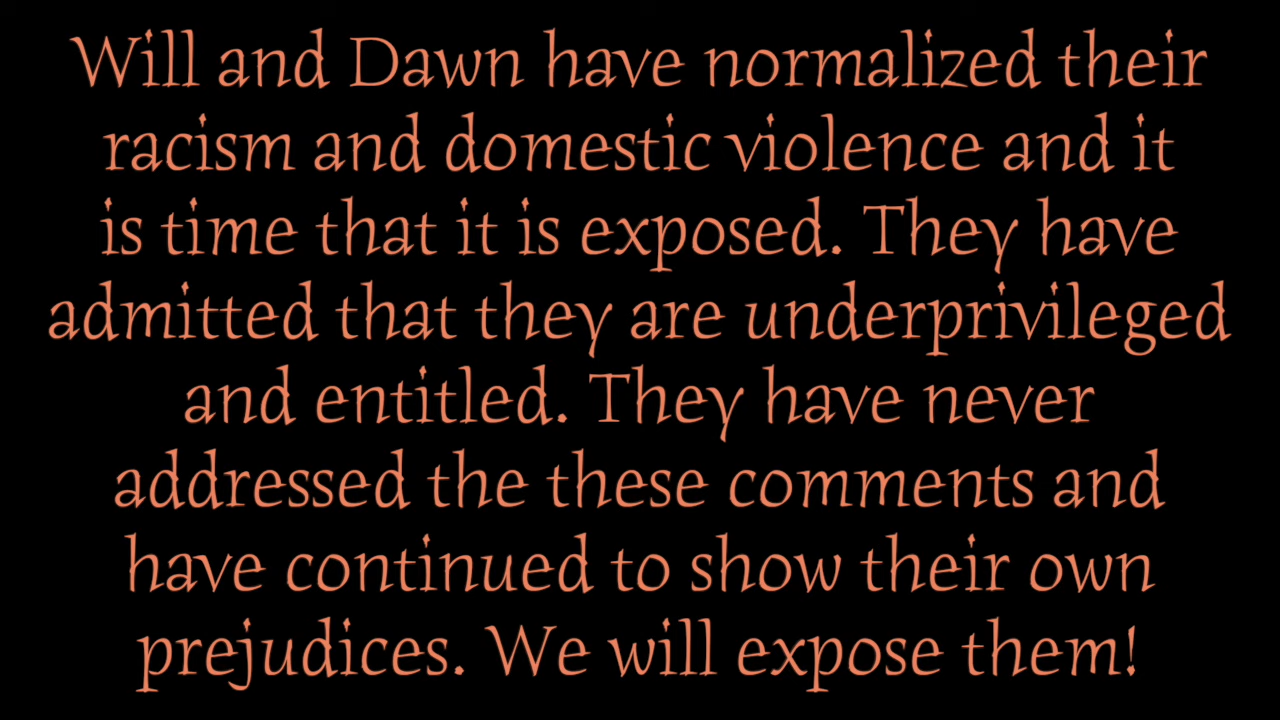 Will and Dawn have normalized their
racism and domestic violence and it
is time that it is exposed. They have
admitted that they are underprivileged
and entitled. They have never
addressed the these comments and
have continued to show their own
prejudices. We will expose them!